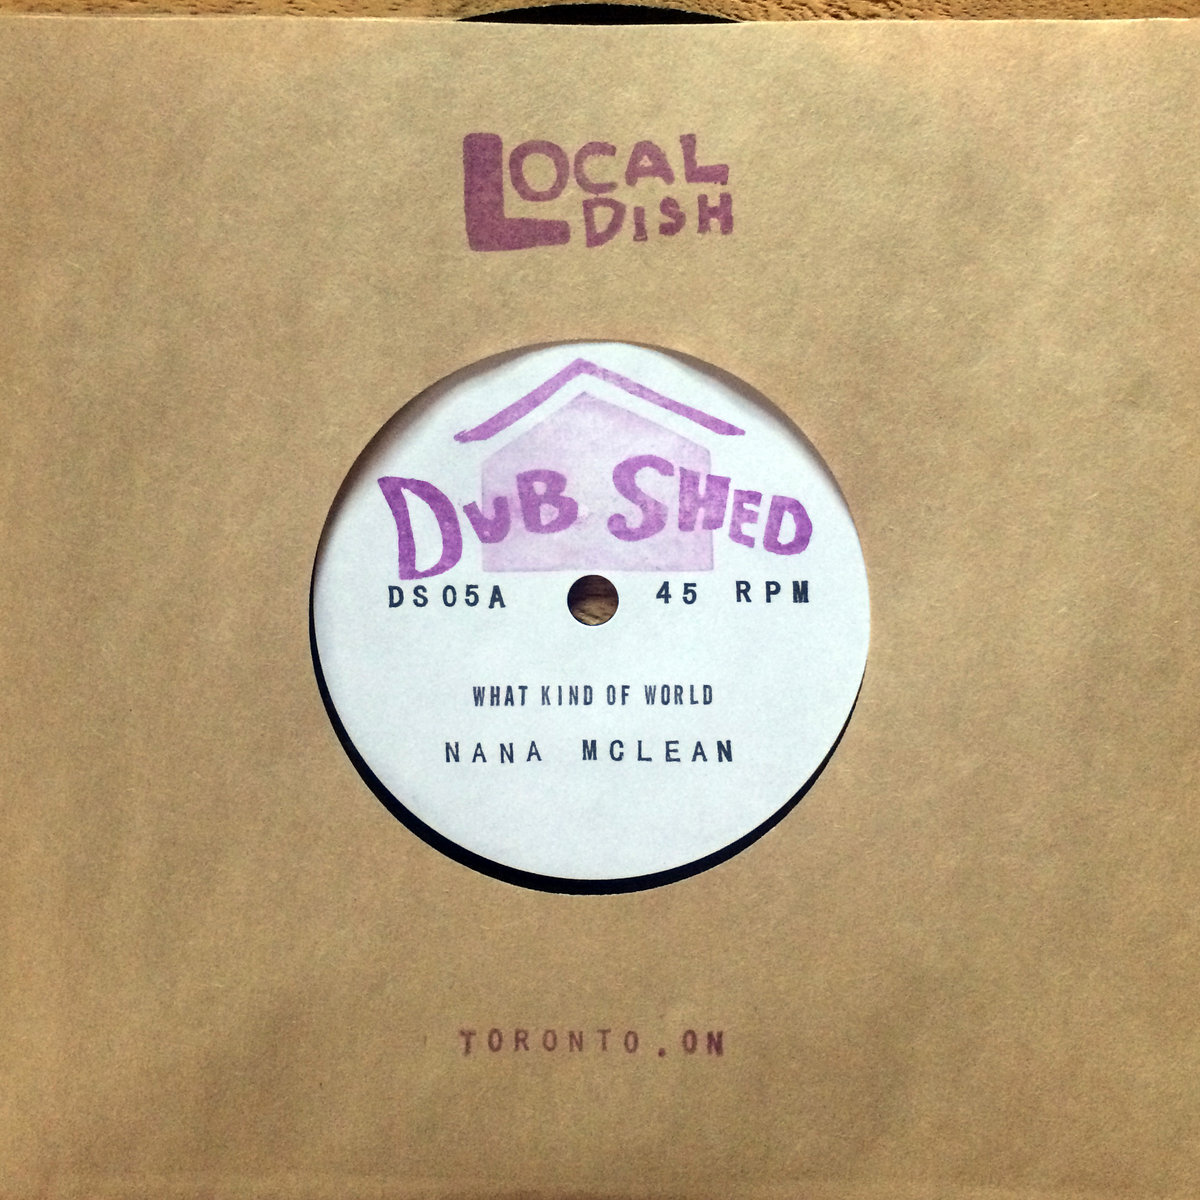 LOCAL
DISH
DUB SHED
DS05A 45 RPM
WHAT KIND OF WORLD
NANA MCLEAN
TORONTO.ON